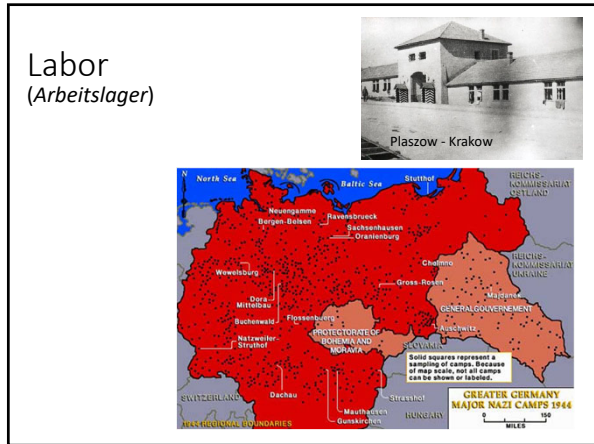 Labor
(Arbeitslager)
Plaszow - Krakow
North Sea
Baltic Sea
Stutthof
REICHS-
KOMMISSARIAT
OSTLAND
N
Neuengamme
Ravensbrueck
Bergen-Belsen
Sachsenhausen
Oranienburg
REICHS-
KOMMISSARIAT
UKRAINE
Chelmno
Wewelsburg
Gross-Rosen
Majdanek
Dora
Mittelbau
GENERALGOUVERNEMENT
Buchenwald
Flossenbuerg
PROTECTORATE OF
BOHEMIA AND
MORAVIA
Auschwitz
Natzweiler-
Struthof
SLOVAKIA
Solid squares represent a
sampling of camps. Because
of map scale, not all camps
can be shown or labeled.
Dachau
Strasshof
SWITZERLAND
Mauthausen
HUNGARY
Gunskirchen
GREATER GERMANY
MAJOR NAZI CAMPS 1944
1944 REGIONAL BOUNDARIES
0
150
MILES